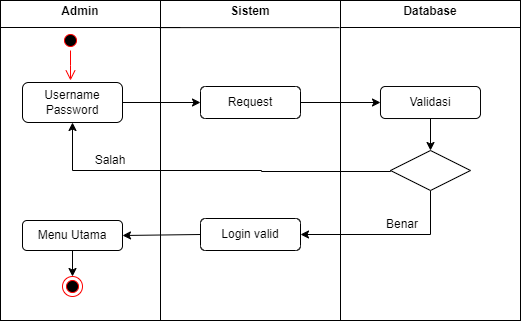 Admin
Sistem
Database
Username
Password
Request
Validasi
Salah
Benar
Menu Utama
Login valid